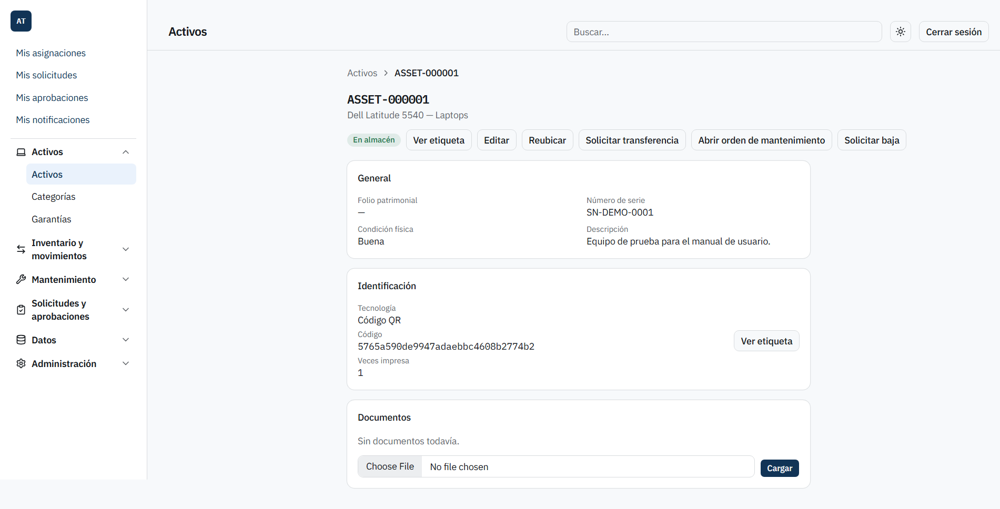 AT
Mis asignaciones
Mis solicitudes
Mis aprobaciones
Mis notificaciones
Activos
Activos
Categorías
Garantías
Inventario y
movimientos
Mantenimiento
Solicitudes y
aprobaciones
Datos
Administración
Activos
Buscar...
Cerrar sesión
Activos > ASSET-000001
ASSET-000001
Dell Latitude 5540 — Laptops
En almacén
Ver etiqueta
Editar
Reubicar
Solicitar transferencia
Abrir orden de mantenimiento
Solicitar baja
General
Folio patrimonial
—
Número de serie
SN-DEMO-0001
Condición física
Buena
Descripción
Equipo de prueba para el manual de usuario.
Identificación
Tecnología
Código QR
Código
5765a590de9947adaebbc4608b2774b2
Veces impresa
1
Ver etiqueta
Documentos
Sin documentos todavía.
Choose File
No file chosen
Cargar